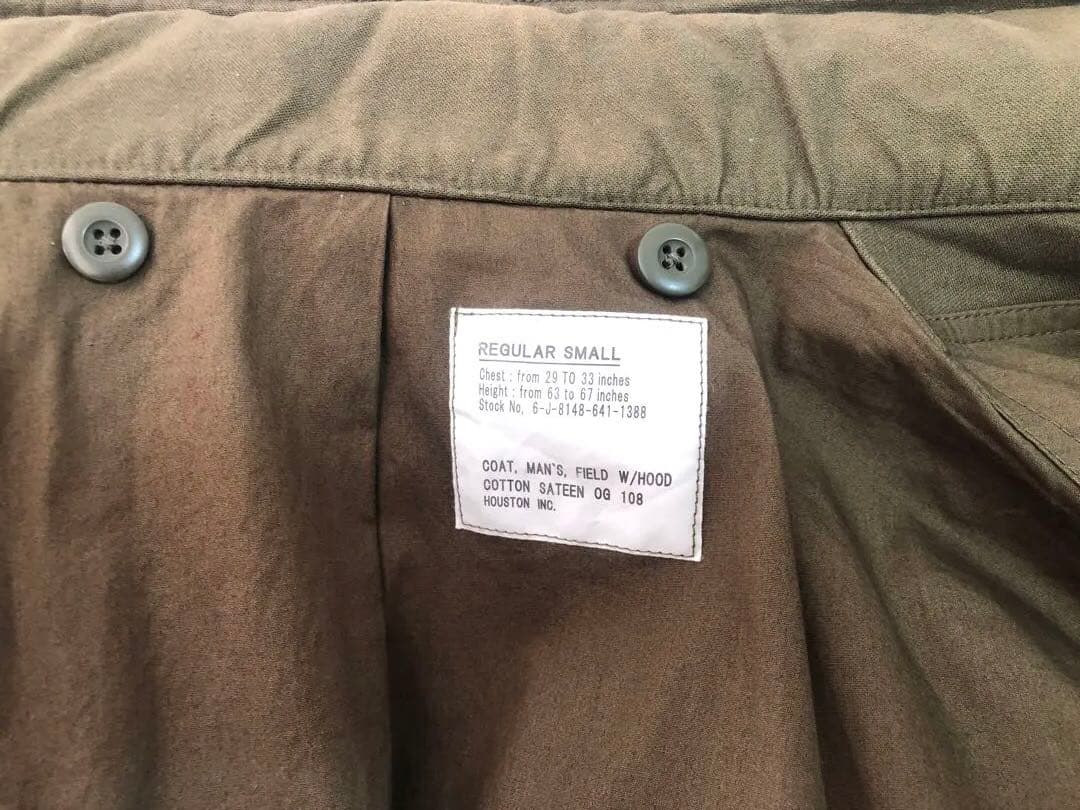 REGULAR SMALL
Chest : from 29 TO 33 inches
Height : from 63 to 67 inches
Stock No, 6-J-8148-641-1388
COAT, MAN'S, FIELD W/HOOD
COTTON SATEEN OG 108
HOUSTON INC.